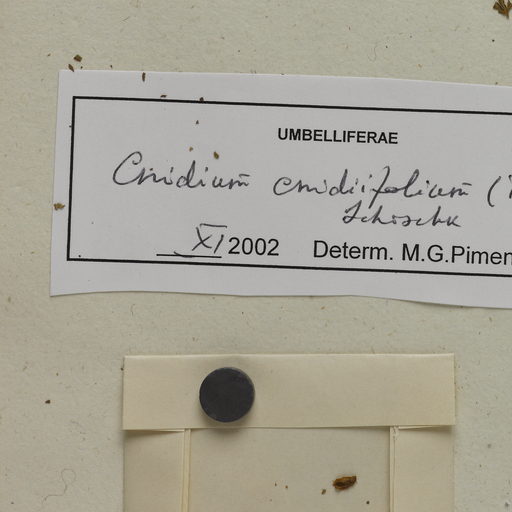 UMBELLIFERAE
Cnidium cnidiifolium (
Schischk
XI 2002 Determ. M.G.Pimen